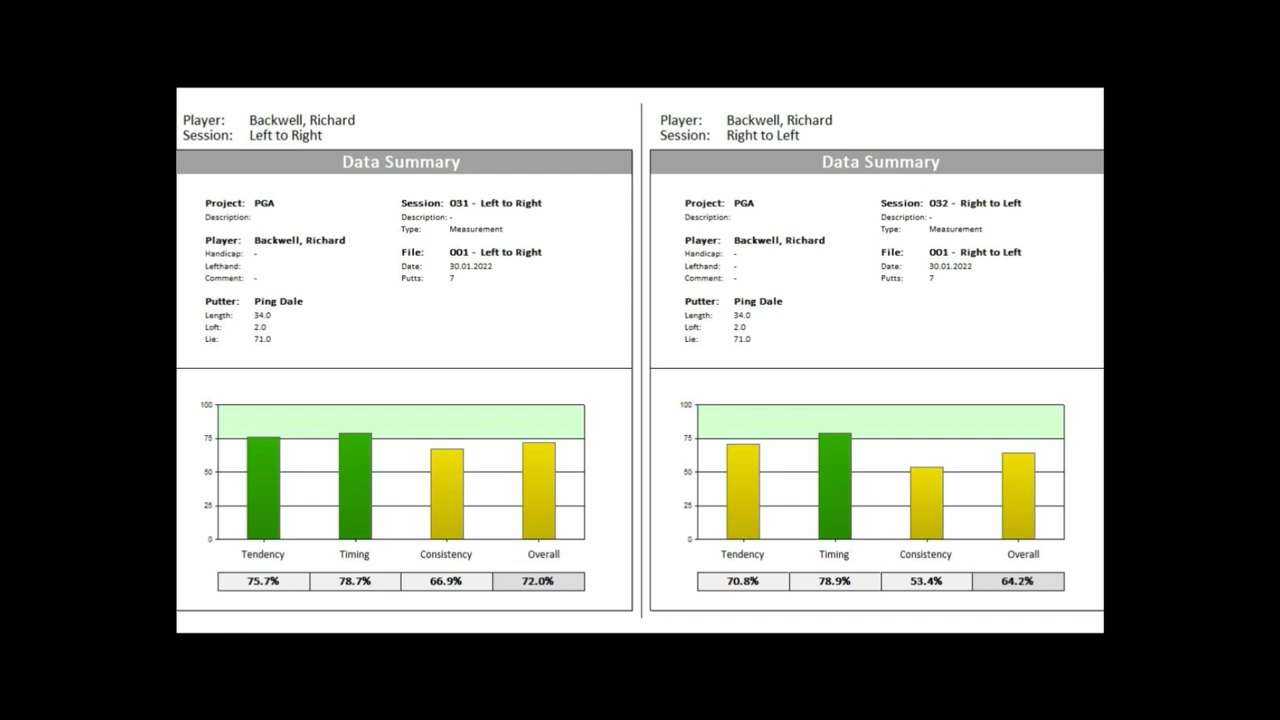 Player: Backwell, Richard
Session: Left to Right
Data Summary
Project: PGA
Description:
Player: Backwell, Richard
Handicap: -
Lefthand:
Comment: -
Putter: Ping Dale
Length: 34.0
Loft: 2.0
Lie: 71.0
Session: 031 - Left to Right
Description: -
Type: Measurement
File: 001 - Left to Right
Date: 30.01.2022
Putts: 7
100
75
50
25
0
Tendency Timing Consistency Overall
75.7% 78.7% 66.9% 72.0%
Player: Backwell, Richard
Session: Right to Left
Data Summary
Project: PGA
Description:
Player: Backwell, Richard
Handicap: -
Lefthand: -
Comment: -
Putter: Ping Dale
Length: 34.0
Loft: 2.0
Lie: 71.0
Session: 032 - Right to Left
Description: -
Type: Measurement
File: 001 - Right to Left
Date: 30.01.2022
Putts: 7
100
75
50
25
0
Tendency Timing Consistency Overall
70.8% 78.9% 53.4% 64.2%